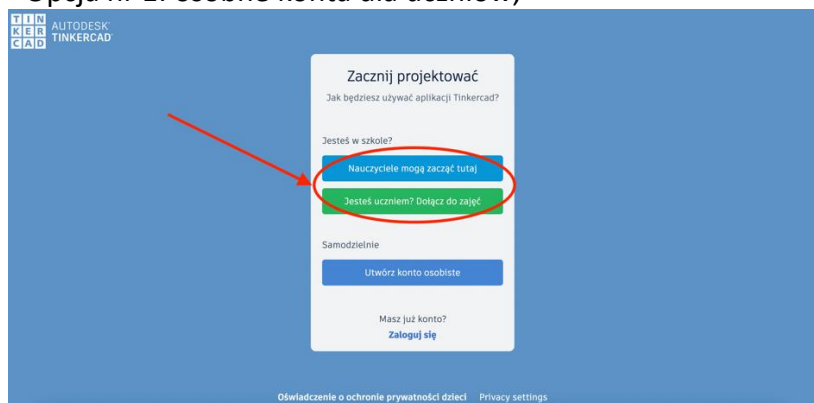 Opcja nr 1: osobne konta dla uczniów)
TIN
KER
CAD
AUTODESK
TINKERCAD
Zacznij projektować
Jak będziesz używać aplikacji Tinkercad?
Jesteś w szkole?
Nauczyciele mogą zacząć tutaj
Jesteś uczniem? Dołącz do zajęć
Samodzielnie
Utwórz konto osobiste
Masz już konto?
Zaloguj się
Oświadczenie o ochronie prywatności dzieci Privacy settings